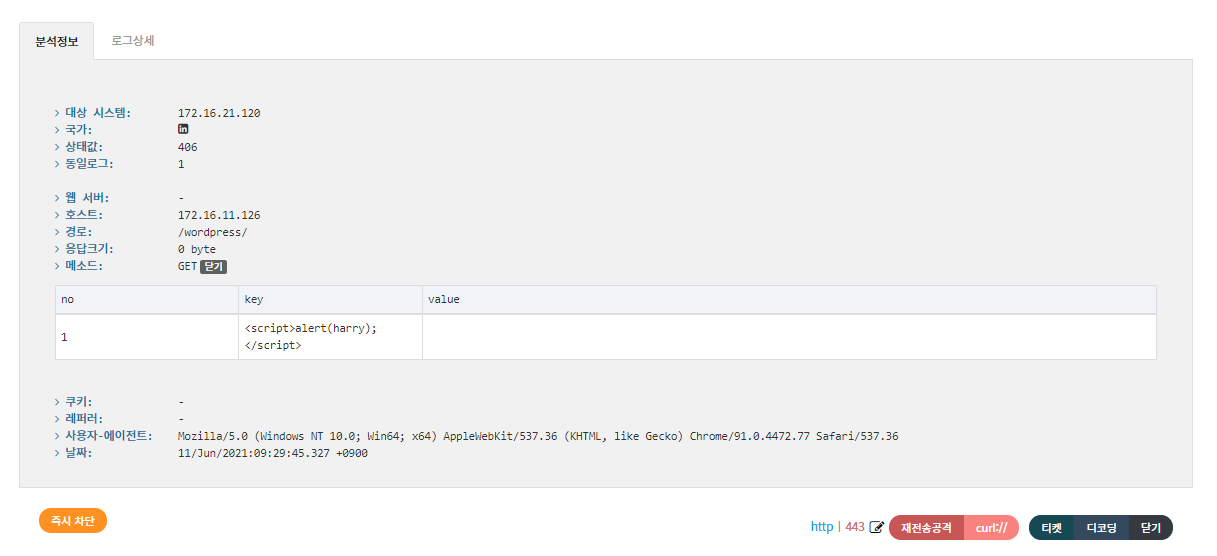 분석정보 로그상세
> 대상 시스템: 172.16.21.120
> 국가: in
> 상태값: 406
> 동일로그: 1
> 웹 서버: -
> 호스트: 172.16.11.126
> 경로: /wordpress/
> 응답크기: 0 byte
> 메소드: GET 닫기
no key value
1 <script>alert(harry);
</script>
> 쿠키: -
> 레퍼러: -
> 사용자-에이전트: Mozilla/5.0 (Windows NT 10.0; Win64; x64) AppleWebKit/537.36 (KHTML, like Gecko) Chrome/91.0.4472.77 Safari/537.36
> 날짜: 11/Jun/2021:09:29:45.327 +0900
즉시 차단 http | 443 재전송공격 curl:// 티켓 디코딩 닫기